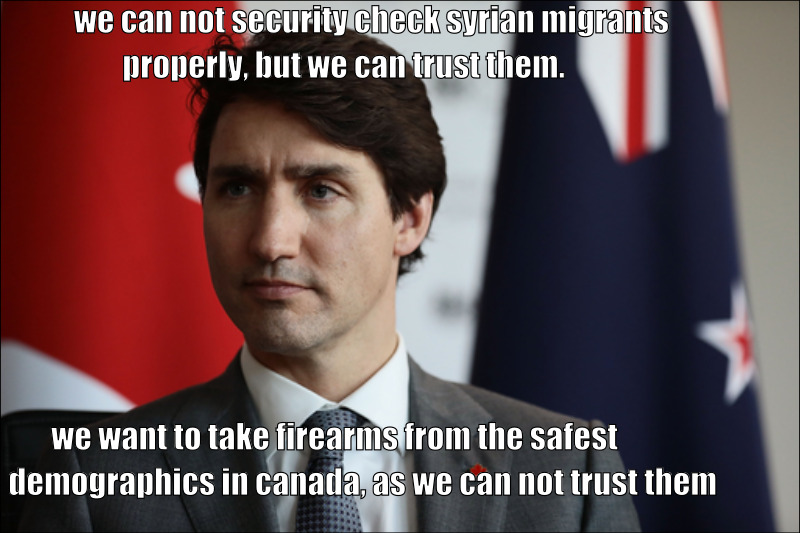 we can not security check syrian migrants
properly, but we can trust them.
we want to take firearms from the safest
demographics in canada, as we can not trust them